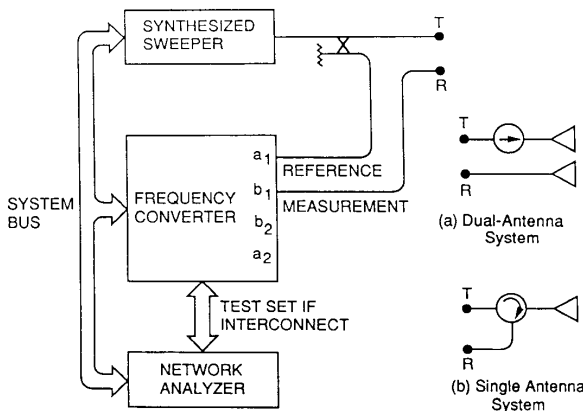 SYNTHESIZED
SWEEPER
T
R
a1
REFERENCE
b1
MEASUREMENT
b2
a2
FREQUENCY
CONVERTER
SYSTEM
BUS
TEST SET IF
INTERCONNECT
NETWORK
ANALYZER
T
R
(a) Dual-Antenna
System
T
R
(b) Single Antenna
System